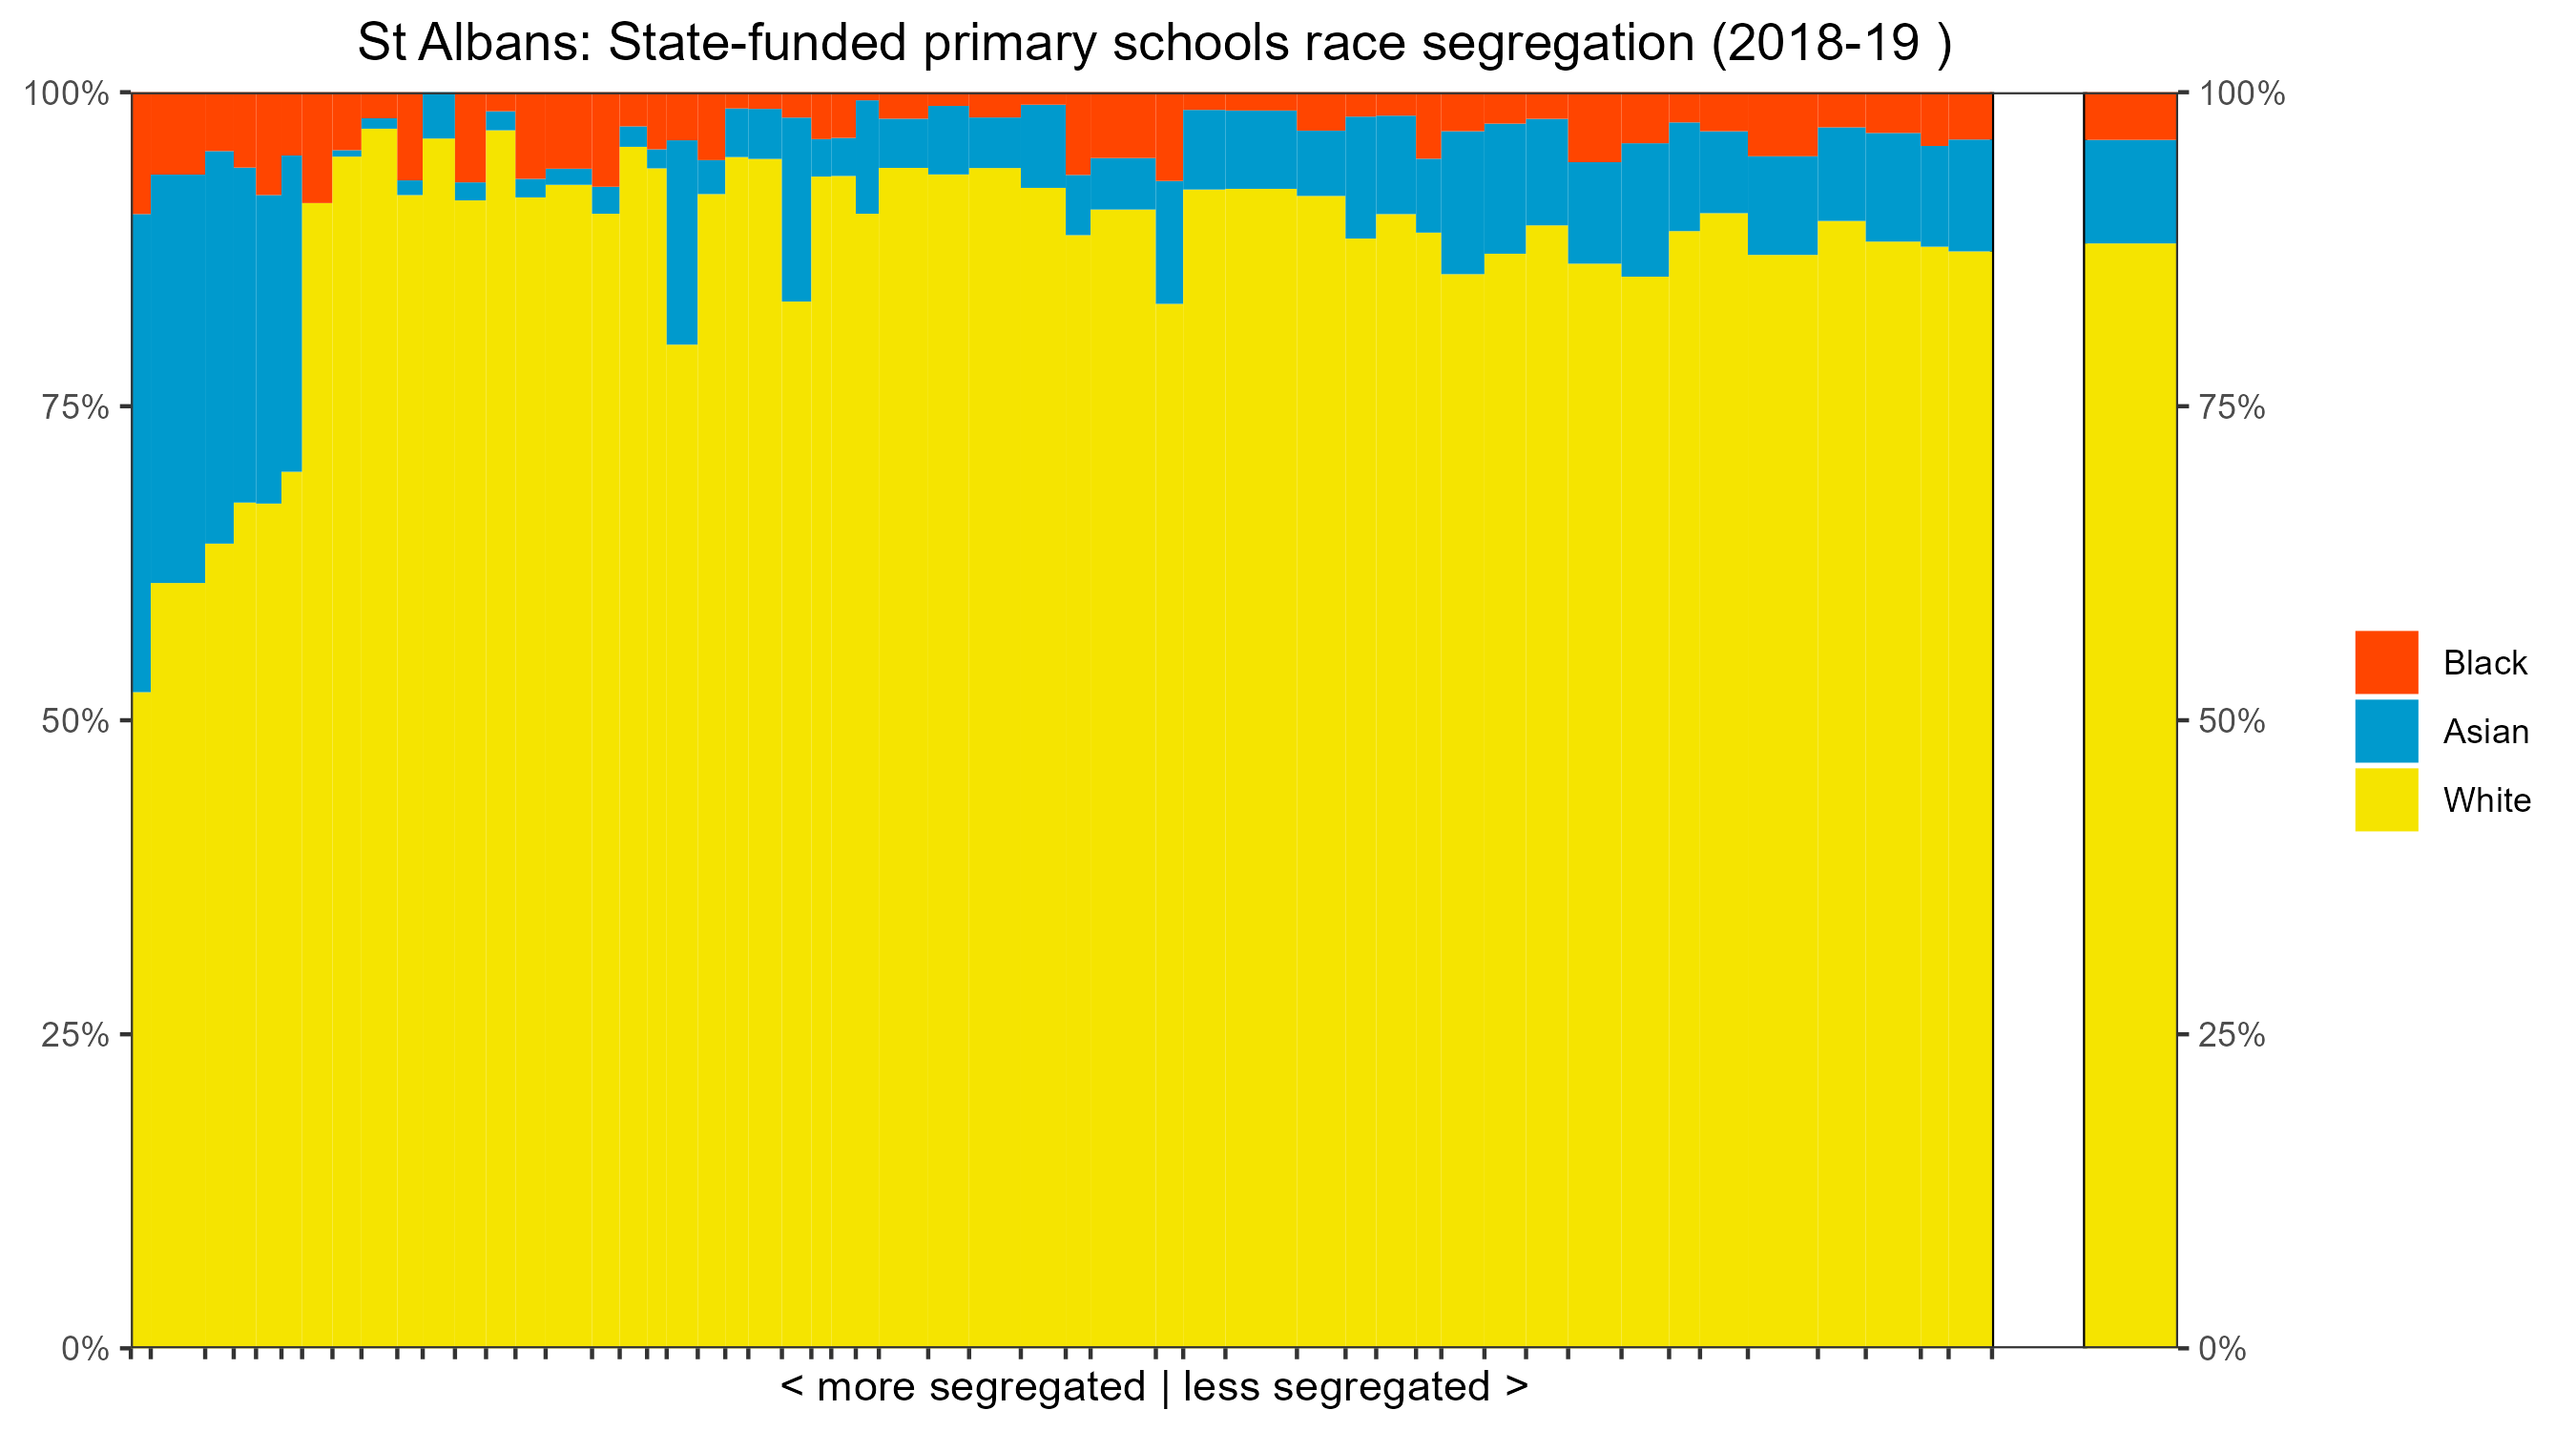 St Albans: State-funded primary schools race segregation (2018-19 )
100%
75%
50%
25%
0%
100%
75%
50%
25%
0%
< more segregated | less segregated >
Black
Asian
White